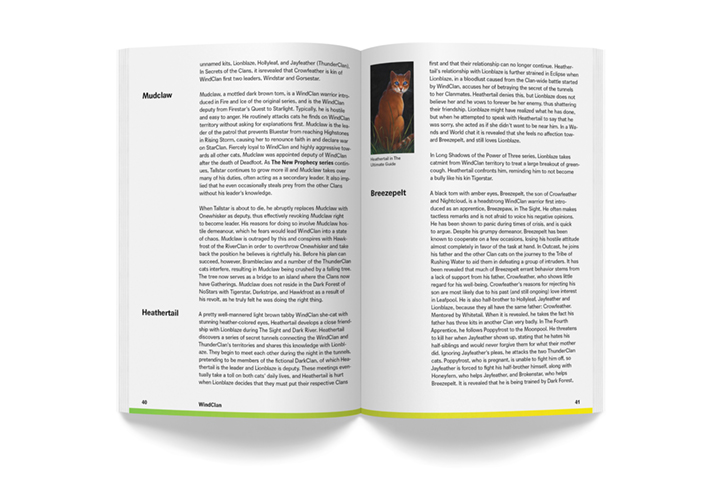 unnamed kits, Lionblaze, Hollyleaf, and Jayfeather (ThunderClan).
In Secrets of the Clans, it isrevealed that Crowfeather is kin of
WindClan first two leaders, Windstar and Gorsestar.
Mudclaw
Mudclaw, a mottled dark brown tom, is a WindClan warrior intro-
duced in Fire and Ice of the original series, and is the WindClan
deputy from Firestar's Quest to Starlight. Typically, he is hostile
and easy to anger. He routinely attacks cats he finds on WindClan
territory without asking for explanations first. Mudclaw is the lea-
der of the patrol that prevents Bluestar from reaching Highstones
in Rising Storm, causing her to renounce faith in and declare war
on StarClan. Fiercely loyal to WindClan and highly aggressive tow-
ards all other cats, Mudclaw was appointed deputy of WindClan
after the death of Deadfoot. As The New Prophecy series contin-
ues, Tallstar continues to grow more ill and Mudclaw takes over
many of his duties, often acting as a secondary leader. It also imp-
lied that he even occasionally steals prey from the other Clans
without his leader's knowledge.
When Tallstar is about to die, he abruptly replaces Mudclaw with
Onewhisker as deputy, thus effectively revoking Mudclaw right
to become leader. His reasons for doing so involve Mudclaw hos-
tile demeanour, which he fears would lead WindClan into a state
of chaos. Mudclaw is outraged by this and conspires with Hawk-
frost of the RiverClan in order to overthrow Onewhisker and take
back the position he believes is rightfully his. Before his plan can
succeed, however, Brambleclaw and a number of the ThunderClan
cats interfere, resulting in Mudclaw being crushed by a falling tree.
The tree now serves as a bridge to an island where the Clans now
have Gatherings. Mudclaw does not reside in the Dark Forest of
NoStars with Tigerstar, Darkstripe, and Hawkfrost as a result of
his revolt, as he truly felt he was doing the right thing.
Heathertail
A pretty well-mannered light brown tabby WindClan she-cat with
stunning heather-colored eyes, Heathertail develops a close friend-
ship with Lionblaze during The Sight and Dark River. Heathertail
discovers a series of secret tunnels connecting the WindClan and
ThunderClan's territories and shares this knowledge with Lionbl-
aze. They begin to meet each other during the night in the tunnels,
pretending to be members of the fictional DarkClan, of which Hea-
thertail is the leader and Lionblaze is deputy. These meetings even-
tually take a toll on both cats' daily lives, and Heathertail is hurt
when Lionblaze decides that they must put their respective Clans
40
WindClan
first and that their relationship can no longer continue. Heather-
tail's relationship with Lionblaze is further strained in Eclipse when
Lionblaze, in a bloodlust caused from the Clan-wide battle started
by WindClan, accuses her of betraying the secret of the tunnels
to her Clanmates. Heathertail denies this, but Lionblaze does not
believe her and he vows to forever be her enemy, thus shattering
their friendship. Lionblaze might have realized what he has done,
but when he attempted to speak with Heathertail to say that he
was sorry, she acted as if she didn't want to be near him. In a Wa-
nds and World chat it is revealed that she feels no affection tow-
ard Breezepelt, and still loves Lionblaze.
Heathertail in The
Utimate Guide.
In Long Shadows of the Power of Three series, Lionblaze takes
catmint from WindClan territory to treat a large breakout of green-
cough. Heathertail confronts him, reminding him to not become
a bully like his kin Tigerstar.
Breezepelt
A black tom with amber eyes, Breezepelt, the son of Crowfeather
and Nightcloud, is a headstrong WindClan warrior first intro-
duced as an apprentice, Breezepaw, in The Sight. He often makes
tactless remarks and is not afraid to voice his negative opinions.
He has been shown to panic during times of crisis, and is quick
to argue. Despite his grumpy demeanor, Breezepelt has been
known to cooperate on a few occasions, losing his hostile attitude
almost completely in favor of the task at hand. In Outcast, he joins
his father and the other Clan cats on the journey to the Tribe of
Rushing Water to aid them in defeating a group of intruders. It has
been revealed that much of Breezepelt errant behavior stems from
a lack of support from his father, Crowfeather, who shows little
regard for his well-being. Crowfeather's reasons for rejecting his
son are most likely due to his past (and still ongoing) love interest
in Leafpool. He is also half-brother to Hollyleaf, Jayfeather and
Lionblaze, because they all have the same father: Crowfeather.
Mentored by Whitetail. When it is revealed, he takes the fact his
father has three kits in another Clan very badly. In The Fourth
Apprentice, he follows Poppyfrost to the Moonpool. He threatens
to kill her when Jayfeather shows up, stating that he hates his
half-siblings and would never forgive them for what their mother
did. Ignoring Jayfeather's pleas, he attacks the two ThunderClan
cats. Poppyfrost, who is pregnant, is unable to fight him off, so
Jayfeather is forced to fight his half-brother himself, along with
Honeyfern, who helps Jayfeather, and Brokenstar, who helps
Breezepelt. It is revealed that he is being trained by Dark Forest.
41